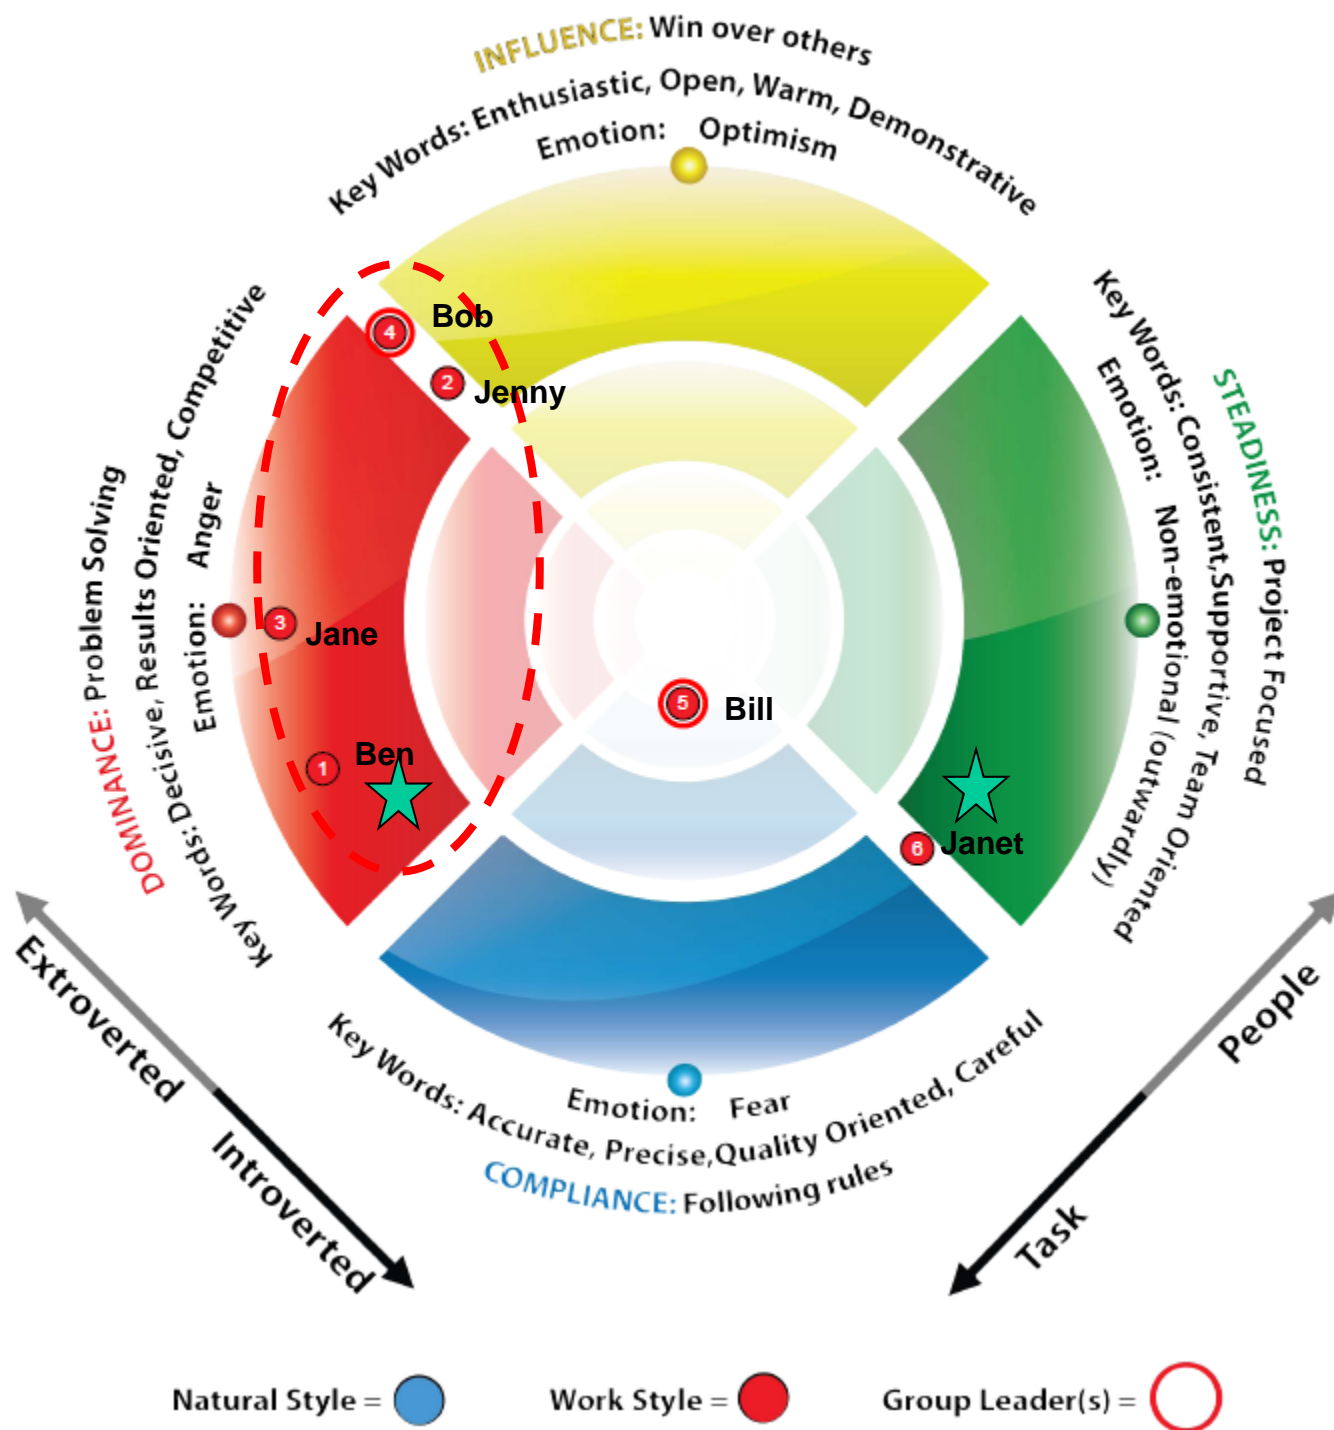 INFLUENCE: Win over others
Key Words: Enthusiastic, Open, Warm, Demonstrative
Emotion: Optimism
DOMINANCE: Problem Solving
Key Words: Decisive, Results Oriented, Competitive
Emotion: Anger
STEADINESS: Project Focused
Key Words: Consistent,Supportive, Team Oriented
Emotion: Non-emotional (outwardly)
4 Bob
2 Jenny
3 Jane
5 Bill
1 Ben
6 Janet
Emotion: Fear
Key Words: Accurate, Precise,Quality Oriented, Careful
COMPLIANCE: Following rules
Extroverted
Introverted
People
Task
Natural Style =
Work Style =
Group Leader(s) =